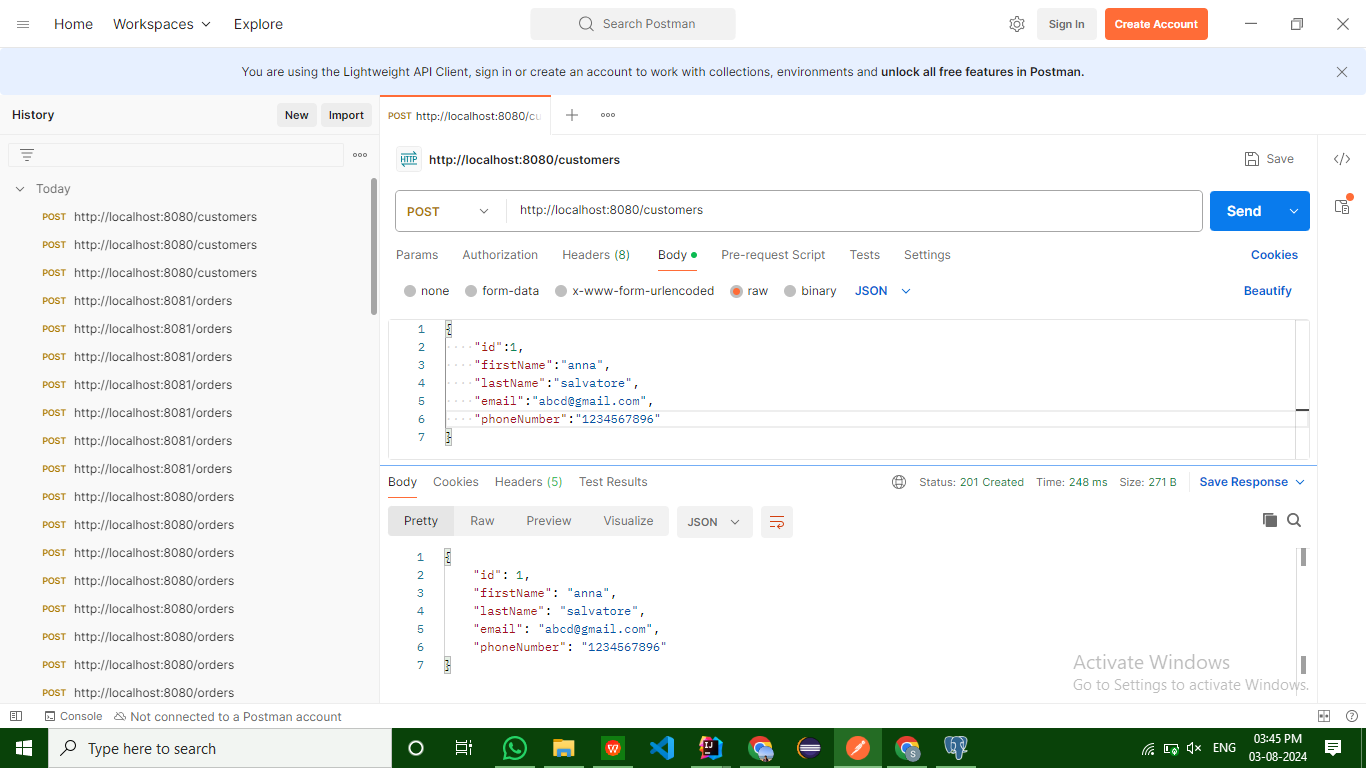 Home Workspaces Explore Search Postman Sign In Create Account
You are using the Lightweight API Client, sign in or create an account to work with collections, environments and unlock all free features in Postman.
History New Import
POST http://localhost:8080/cu
HTTP http://localhost:8080/customers Save
Today
POST http://localhost:8080/customers
POST http://localhost:8080/customers
POST http://localhost:8080/customers
POST http://localhost:8081/orders
POST http://localhost:8081/orders
POST http://localhost:8081/orders
POST http://localhost:8081/orders
POST http://localhost:8081/orders
POST http://localhost:8081/orders
POST http://localhost:8081/orders
POST http://localhost:8080/orders
POST http://localhost:8080/orders
POST http://localhost:8080/orders
POST http://localhost:8080/orders
POST http://localhost:8080/orders
POST http://localhost:8080/orders
POST http://localhost:8080/orders
POST http://localhost:8080/orders
POST http://localhost:8080/customers Send
Params Authorization Headers (8) Body Pre-request Script Tests Settings Cookies
none form-data x-www-form-urlencoded raw binary JSON Beautify
1 {
2 "id":1,
3 "firstName":"anna",
4 "lastName":"salvatore",
5 "email":"abcd@gmail.com",
6 "phoneNumber":"1234567896"
7 }
Body Cookies Headers (5) Test Results Status: 201 Created Time: 248 ms Size: 271 B Save Response
Pretty Raw Preview Visualize JSON
1 {
2 "id": 1,
3 "firstName": "anna",
4 "lastName": "salvatore",
5 "email": "abcd@gmail.com",
6 "phoneNumber": "1234567896"
7 }
Activate Windows
Go to Settings to activate Windows.
Console Not connected to a Postman account
Type here to search
ENG
03:45 PM
03-08-2024